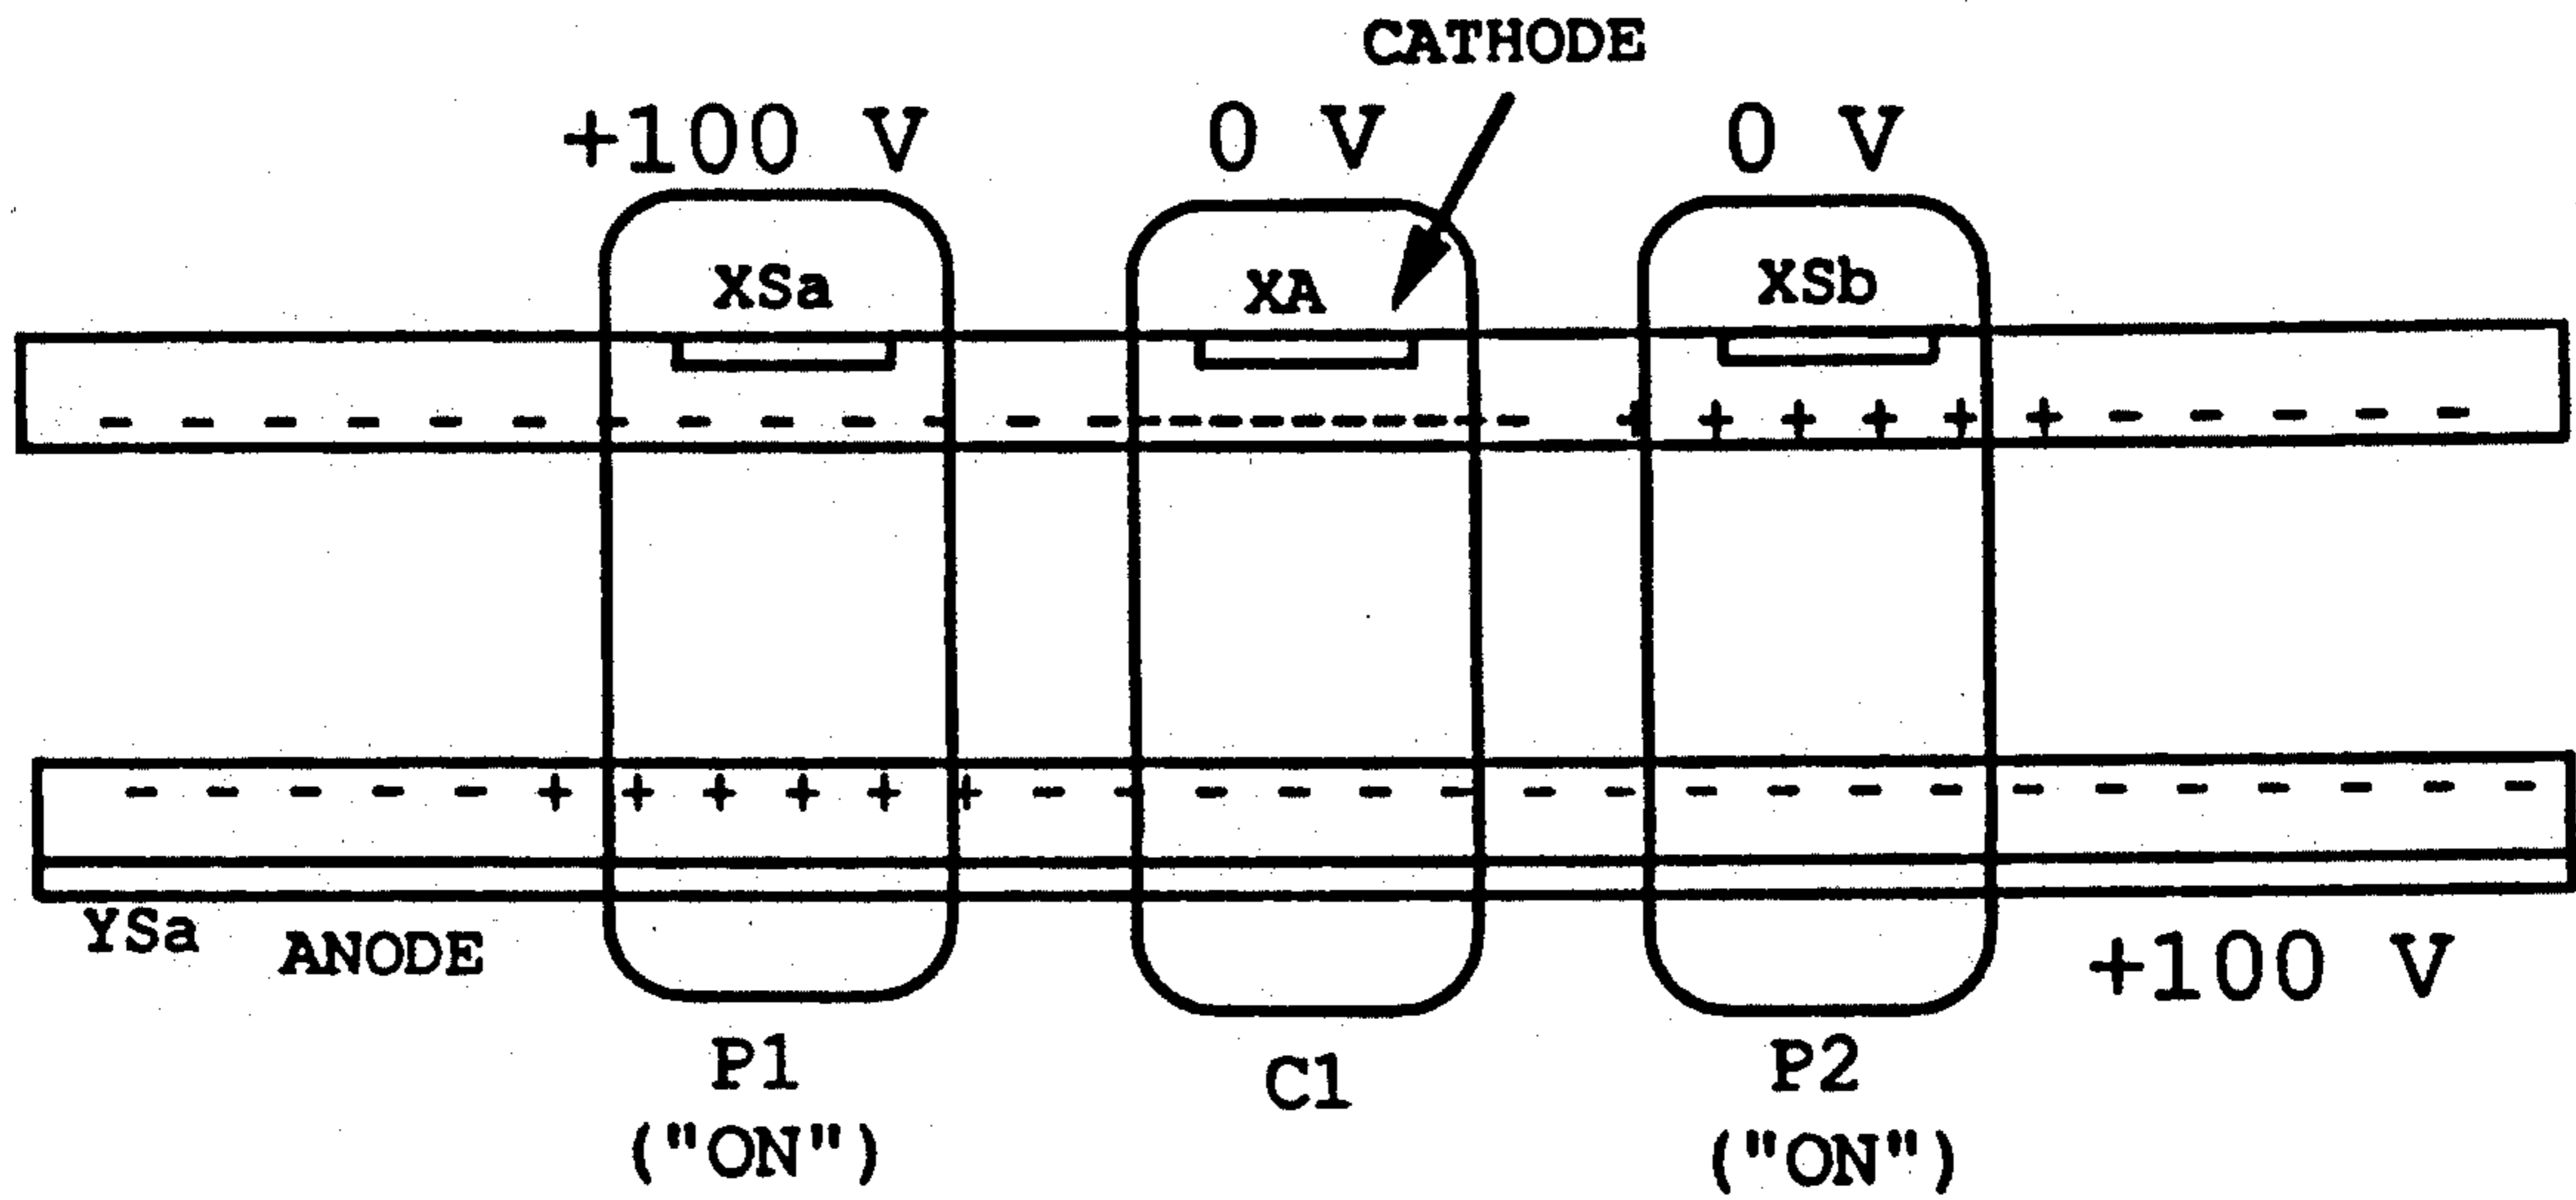 CATHODE
+100 V 0 V 0 V
XSa XA XSb
- - - - - - - - - - - - - - - - - - - - - - - + + + + + + - - - - -
- - - - - + + + + + + - - - - - - - - - - - - - - - - - - -
YSa ANODE +100 V
P1 C1 P2
("ON") ("ON")